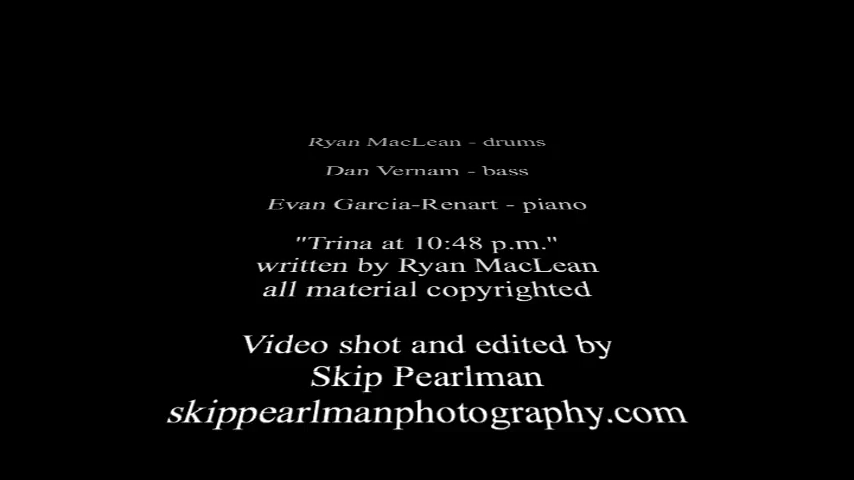 Ryan MacLean - drums
Dan Vernam - bass
Evan Garcia-Renart - piano
"Trina at 10:48 p.m."
written by Ryan MacLean
all material copyrighted
Video shot and edited by
Skip Pearlman
skippearlmanphotography.com